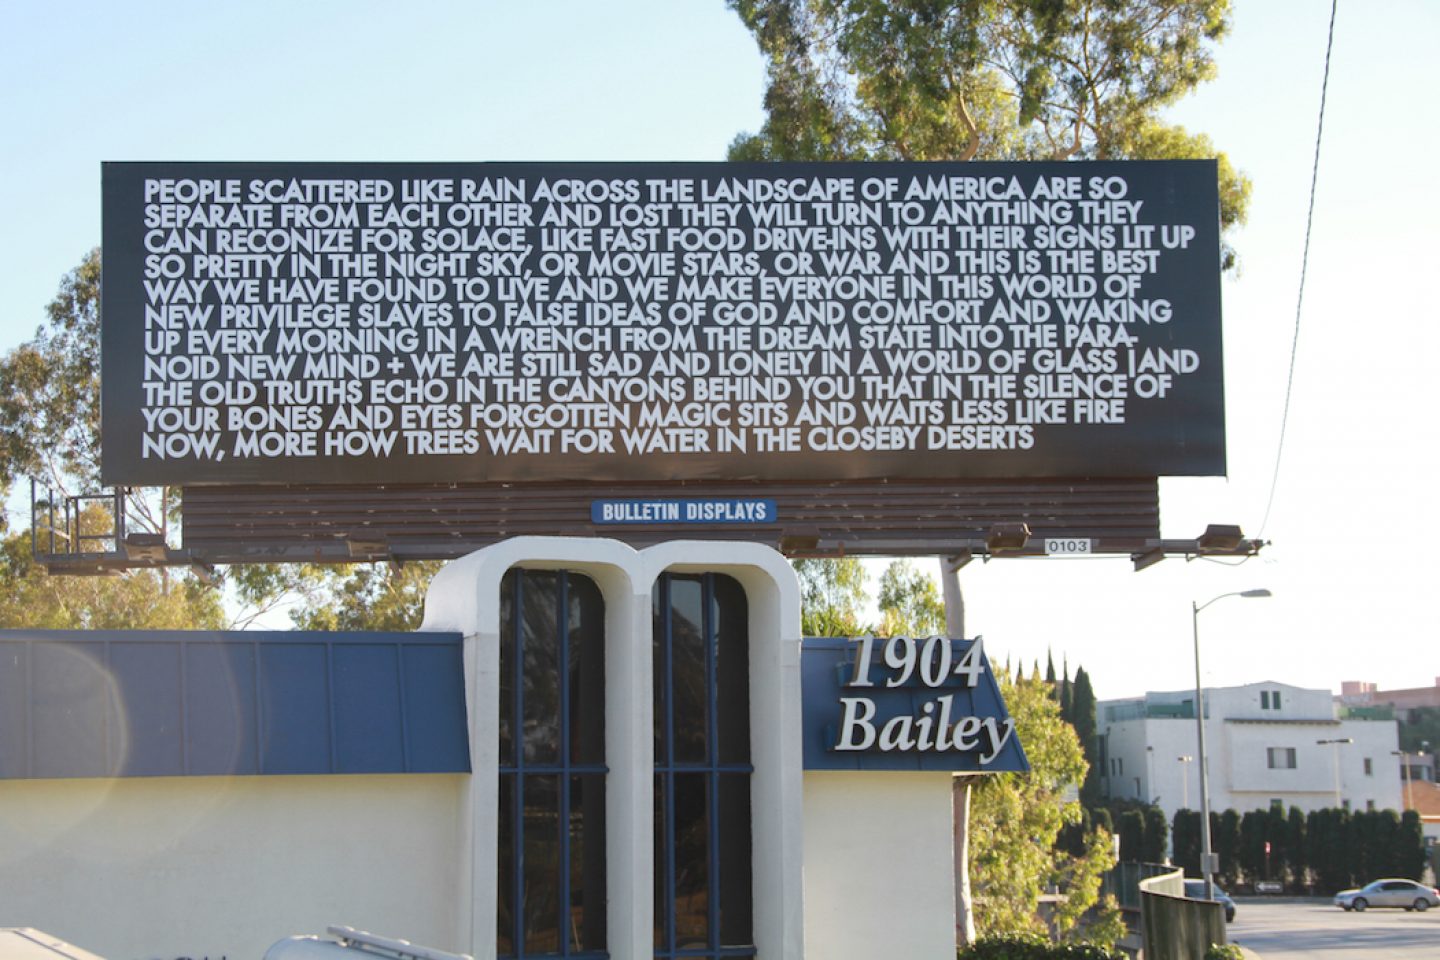 PEOPLE SCATTERED LIKE RAIN ACROSS THE LANDSCAPE OF AMERICA ARE SO
SEPARATE FROM EACH OTHER AND LOST THEY WILL TURN TO ANYTHING THEY
CAN RECONIZE FOR SOLACE, LIKE FAST FOOD DRIVE-INS WITH THEIR SIGNS LIT UP
SO PRETTY IN THE NIGHT SKY, OR MOVIE STARS, OR WAR AND THIS IS THE BEST
WAY WE HAVE FOUND TO LIVE AND WE MAKE EVERYONE IN THIS WORLD OF
NEW PRIVILEGE SLAVES TO FALSE IDEAS OF GOD AND COMFORT AND WAKING
UP EVERY MORNING IN A WRENCH FROM THE DREAM STATE INTO THE PARA-
NOID NEW MIND + WE ARE STILL SAD AND LONELY IN A WORLD OF GLASS | AND
THE OLD TRUTHS ECHO IN THE CANYONS BEHIND YOU THAT IN THE SILENCE OF
YOUR BONES AND EYES FORGOTTEN MAGIC SITS AND WAITS LESS LIKE FIRE
NOW, MORE HOW TREES WAIT FOR WATER IN THE CLOSEBY DESERTS
BULLETIN DISPLAYS
0103
1904
Bailey